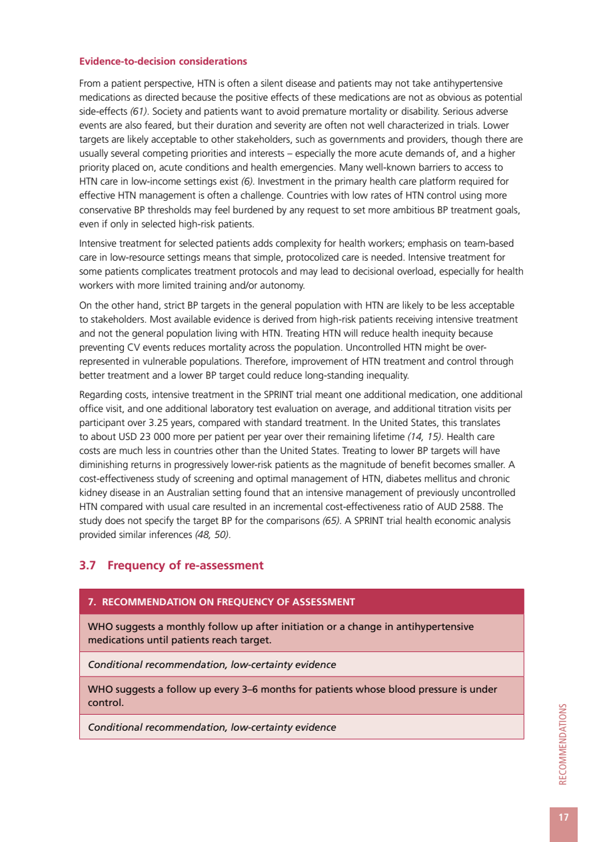 Evidence-to-decision considerations
From a patient perspective, HTN is often a silent disease and patients may not take antihypertensive
medications as directed because the positive effects of these medications are not as obvious as potential
side-effects (61). Society and patients want to avoid premature mortality or disability. Serious adverse
events are also feared, but their duration and severity are often not well characterized in trials. Lower
targets are likely acceptable to other stakeholders, such as governments and providers, though there are
usually several competing priorities and interests – especially the more acute demands of, and a higher
priority placed on, acute conditions and health emergencies. Many well-known barriers to access to
HTN care in low-income settings exist (6). Investment in the primary health care platform required for
effective HTN management is often a challenge. Countries with low rates of HTN control using more
conservative BP thresholds may feel burdened by any request to set more ambitious BP treatment goals,
even if only in selected high-risk patients.
Intensive treatment for selected patients adds complexity for health workers; emphasis on team-based
care in low-resource settings means that simple, protocolized care is needed. Intensive treatment for
some patients complicates treatment protocols and may lead to decisional overload, especially for health
workers with more limited training and/or autonomy.
On the other hand, strict BP targets in the general population with HTN are likely to be less acceptable
to stakeholders. Most available evidence is derived from high-risk patients receiving intensive treatment
and not the general population living with HTN. Treating HTN will reduce health inequity because
preventing CV events reduces mortality across the population. Uncontrolled HTN might be over-
represented in vulnerable populations. Therefore, improvement of HTN treatment and control through
better treatment and a lower BP target could reduce long-standing inequality.
Regarding costs, intensive treatment in the SPRINT trial meant one additional medication, one additional
office visit, and one additional laboratory test evaluation on average, and additional titration visits per
participant over 3.25 years, compared with standard treatment. In the United States, this translates
to about USD 23 000 more per patient per year over their remaining lifetime (14, 15). Health care
costs are much less in countries other than the United States. Treating to lower BP targets will have
diminishing returns in progressively lower-risk patients as the magnitude of benefit becomes smaller. A
cost-effectiveness study of screening and optimal management of HTN, diabetes mellitus and chronic
kidney disease in an Australian setting found that an intensive management of previously uncontrolled
HTN compared with usual care resulted in an incremental cost-effectiveness ratio of AUD 2588. The
study does not specify the target BP for the comparisons (65). A SPRINT trial health economic analysis
provided similar inferences (48, 50).
3.7 Frequency of re-assessment
7. RECOMMENDATION ON FREQUENCY OF ASSESSMENT
WHO suggests a monthly follow up after initiation or a change in antihypertensive
medications until patients reach target.
Conditional recommendation, low-certainty evidence
WHO suggests a follow up every 3–6 months for patients whose blood pressure is under
control.
Conditional recommendation, low-certainty evidence
RECOMMENDATIONS
17